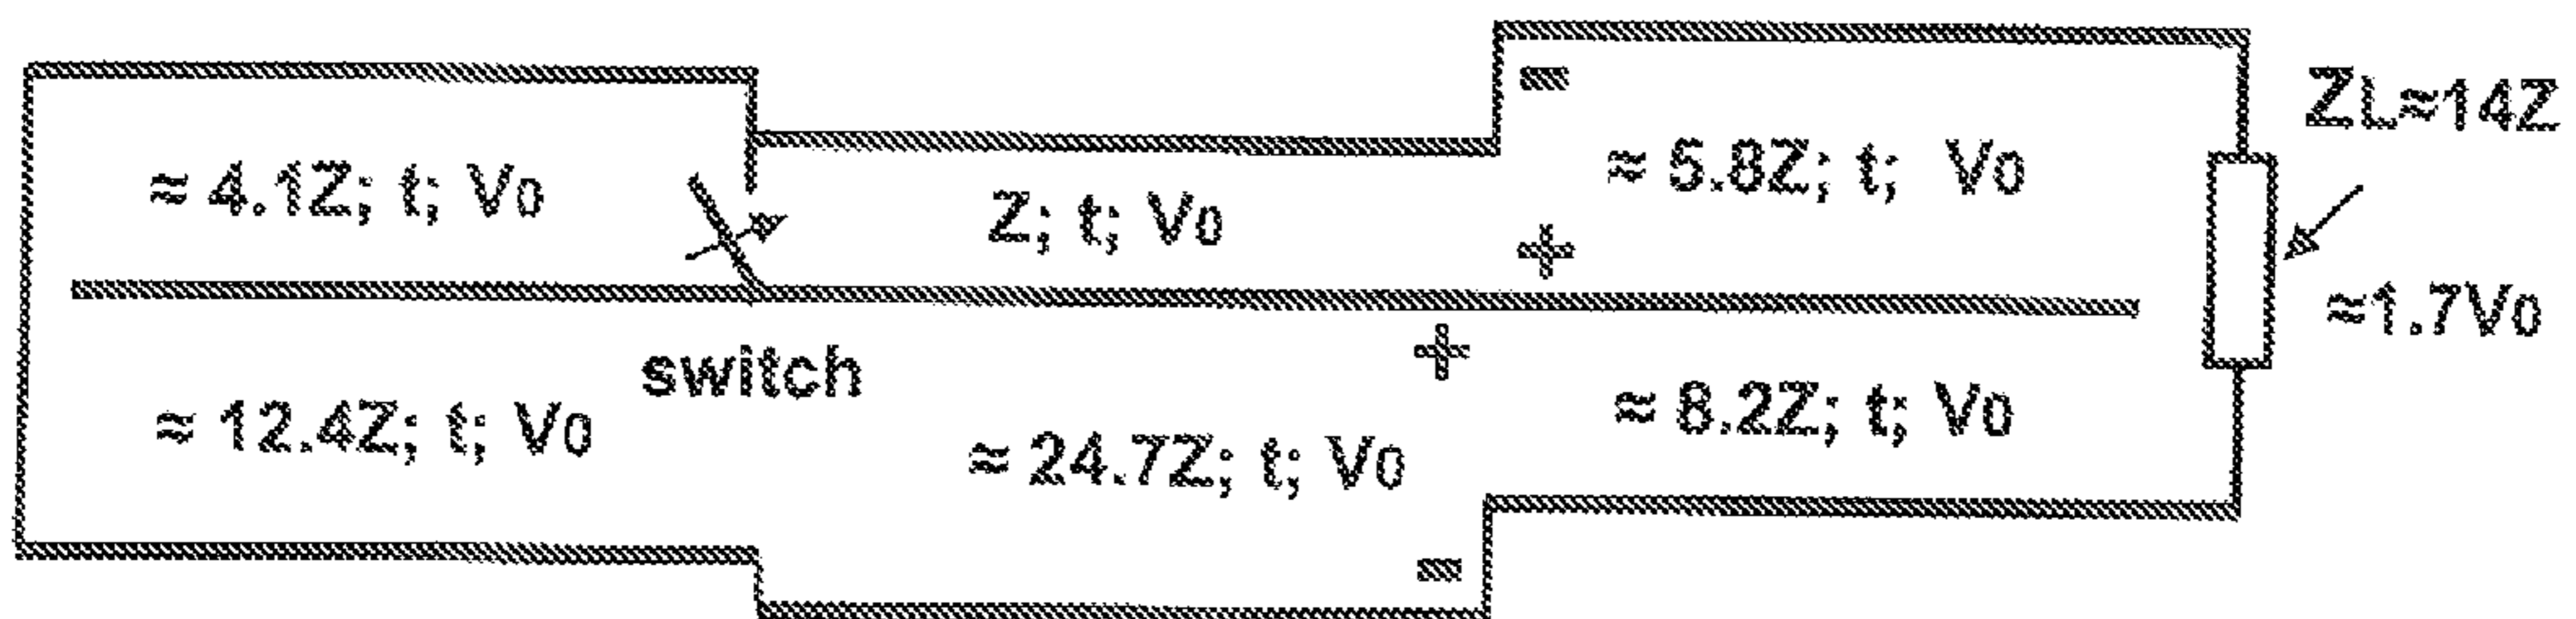 ≈ 4.1Z; t; V0
Z; t; V0
−
≈ 5.8Z; t; V0
+
ZL≈14Z
≈1.7V0
switch
+
≈ 12.4Z; t; V0
≈ 24.7Z; t; V0
≈ 8.2Z; t; V0
−